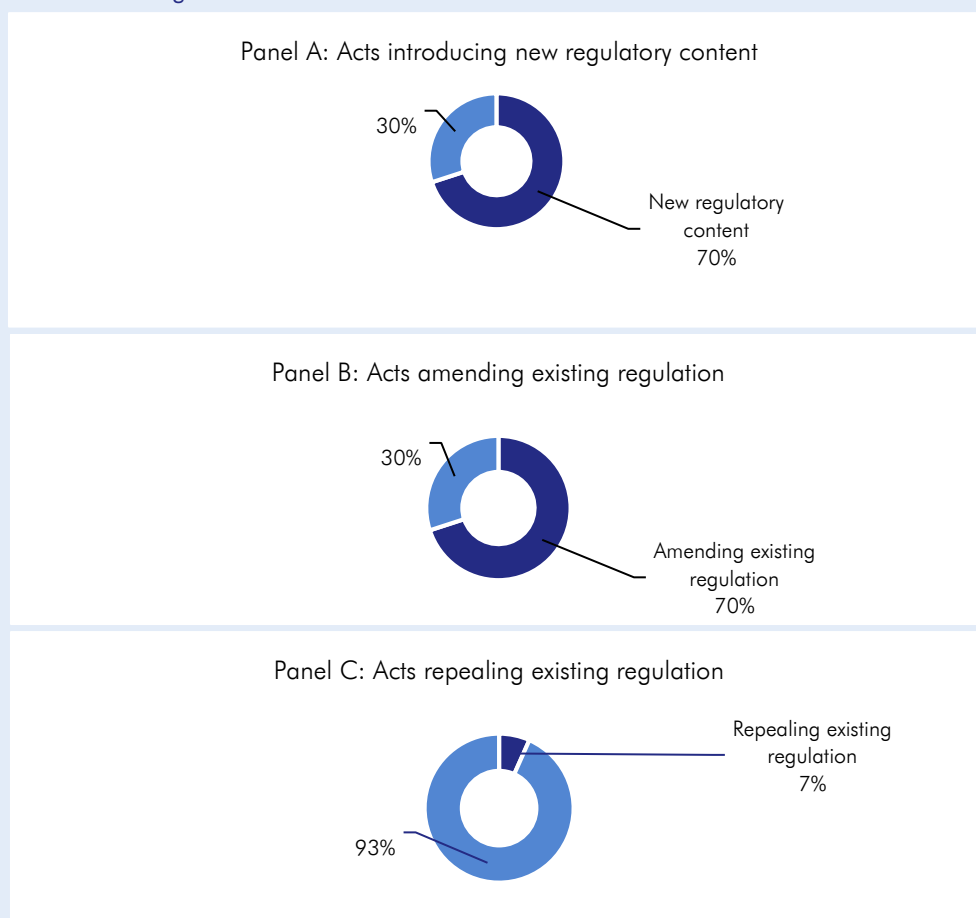 Panel A: Acts introducing new regulatory content
30%
New regulatory
content
70%
Panel B: Acts amending existing regulation
30%
Amending existing
regulation
70%
Panel C: Acts repealing existing regulation
Repealing existing
regulation
7%
93%